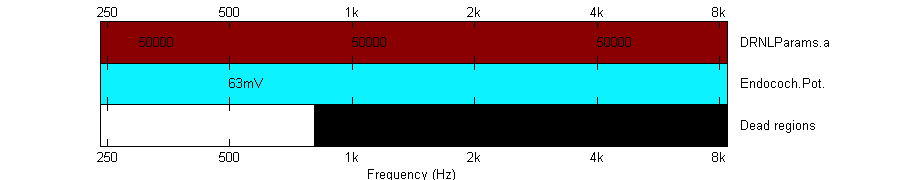 250 500 1k 2k 4k 8k
50000 50000 50000 DRNLParams.a
63mV Endococh.Pot.
Dead regions
250 500 1k 2k 4k 8k
Frequency (Hz)